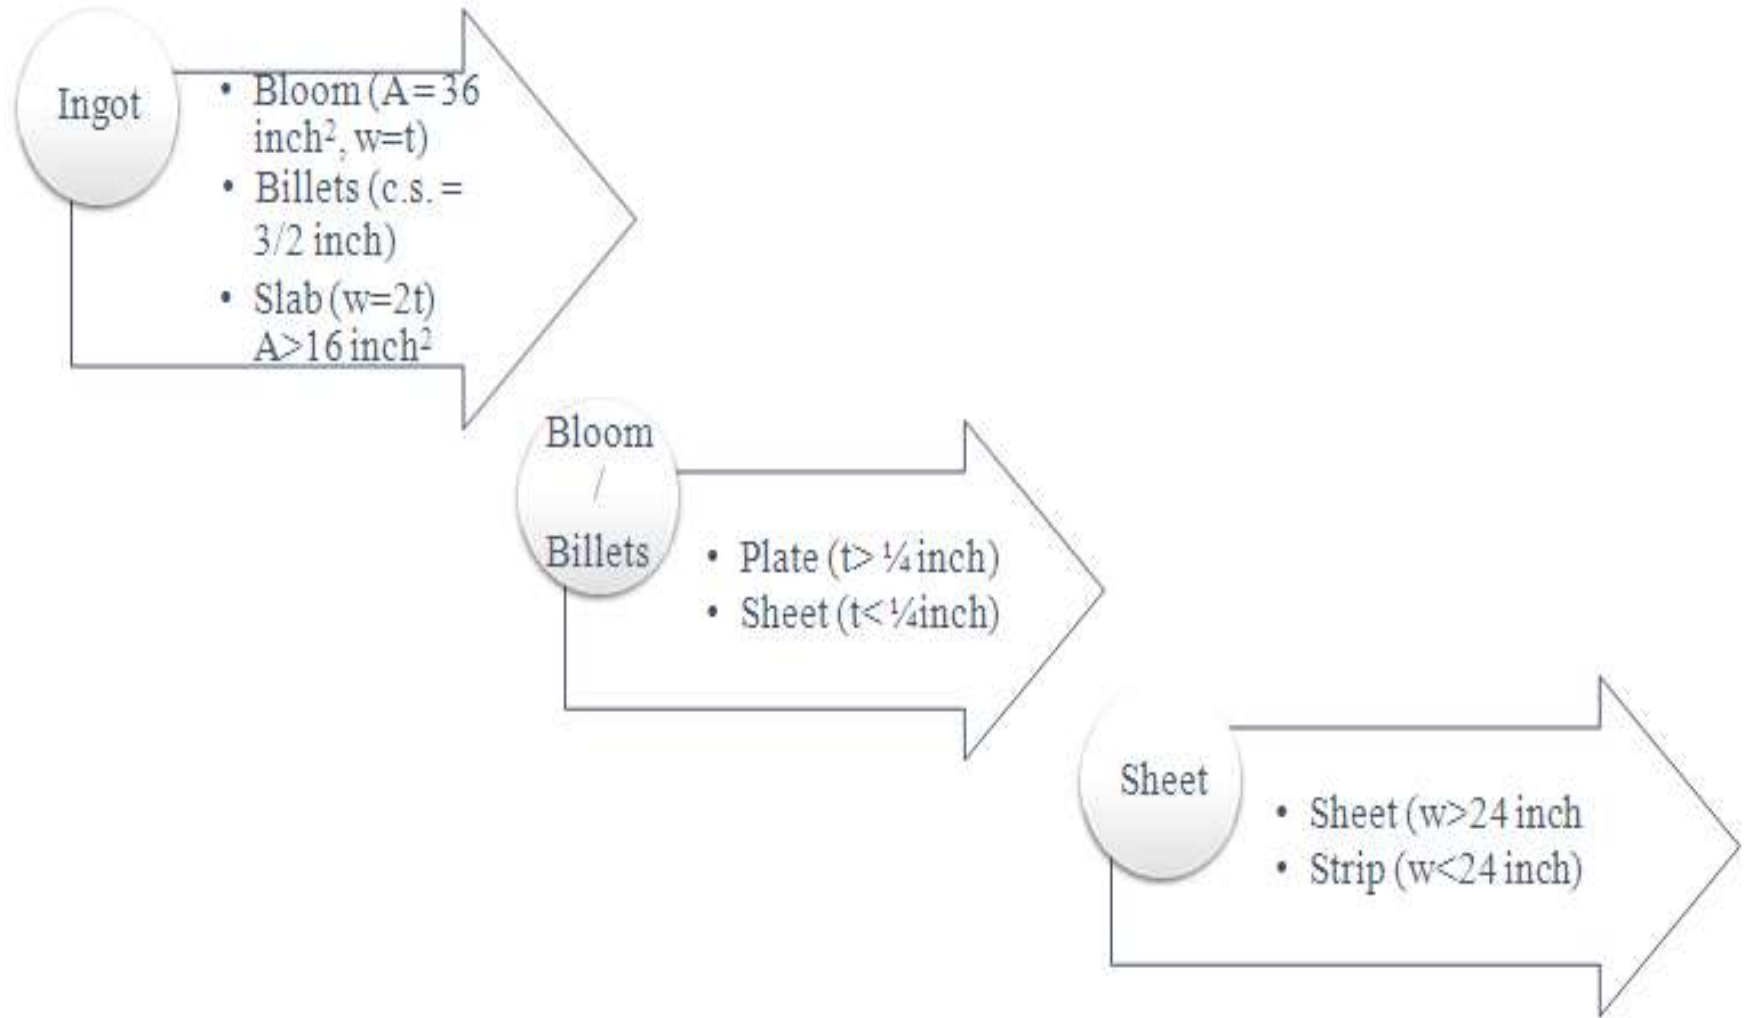 Ingot
• Bloom (A=36
inch², w=t)
• Billets (c.s. =
3/2 inch)
• Slab (w=2t)
A>16 inch²
Bloom
/
Billets
• Plate (t> ¼ inch)
• Sheet (t< ¼inch)
Sheet
• Sheet (w>24 inch
• Strip (w<24 inch)